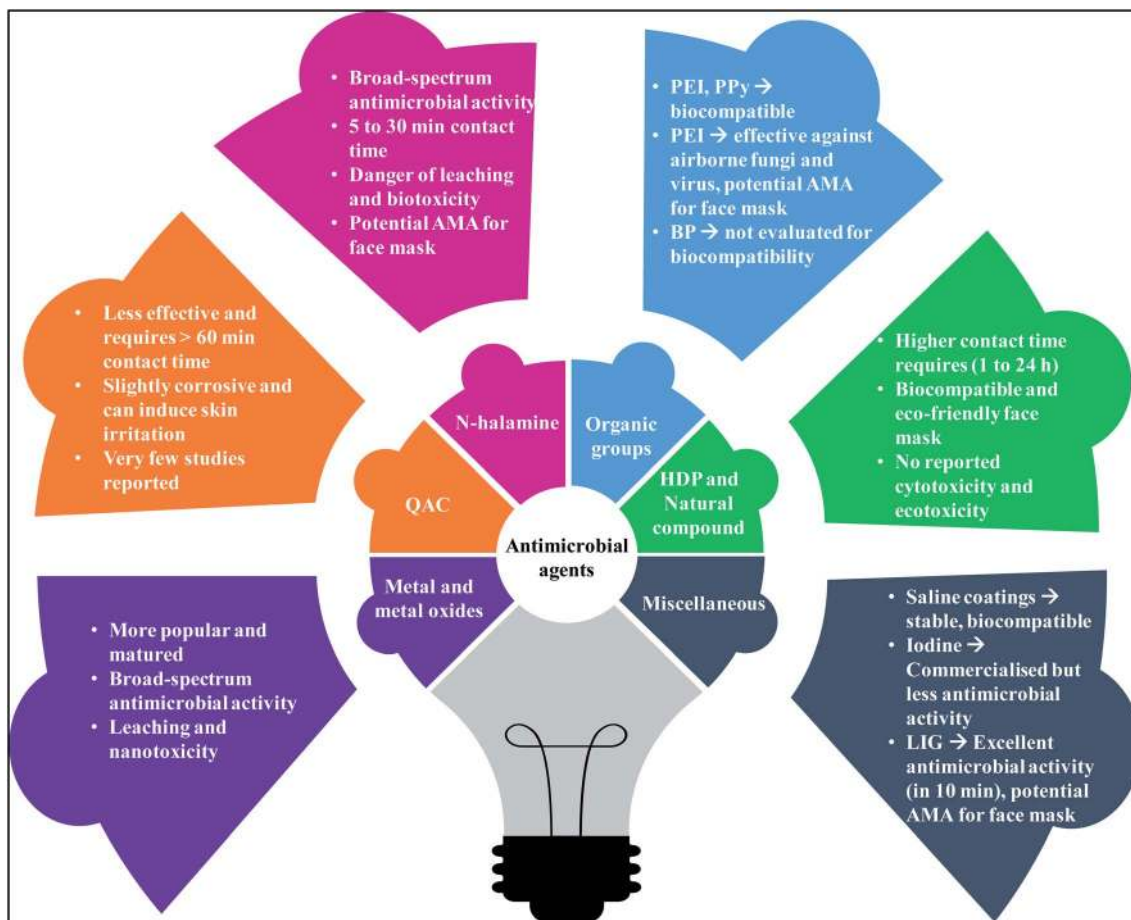 • Broad-spectrum
antimicrobial activity
• 5 to 30 min contact
time
• Danger of leaching
and biotoxicity
• Potential AMA for
face mask
• PEI, PPy → 
biocompatible
• PEI → effective against
airborne fungi and
virus, potential AMA
for face mask
• BP → not evaluated for
biocompatibility
• Less effective and
requires > 60 min
contact time
• Slightly corrosive and
can induce skin
irritation
• Very few studies
reported
• Higher contact time
requires (1 to 24 h)
• Biocompatible and
eco-friendly face
mask
• No reported
cytotoxicity and
ecotoxicity
N-halamine
Organic
groups
QAC
HDP and
Natural
compound
Antimicrobial
agents
Metal and
metal oxides
Miscellaneous
• More popular and
matured
• Broad-spectrum
antimicrobial activity
• Leaching and
nanotoxicity
• Saline coatings →
stable, biocompatible
• Iodine →
Commercialised but
less antimicrobial
activity
• LIG → Excellent
antimicrobial activity
(in 10 min), potential
AMA for face mask